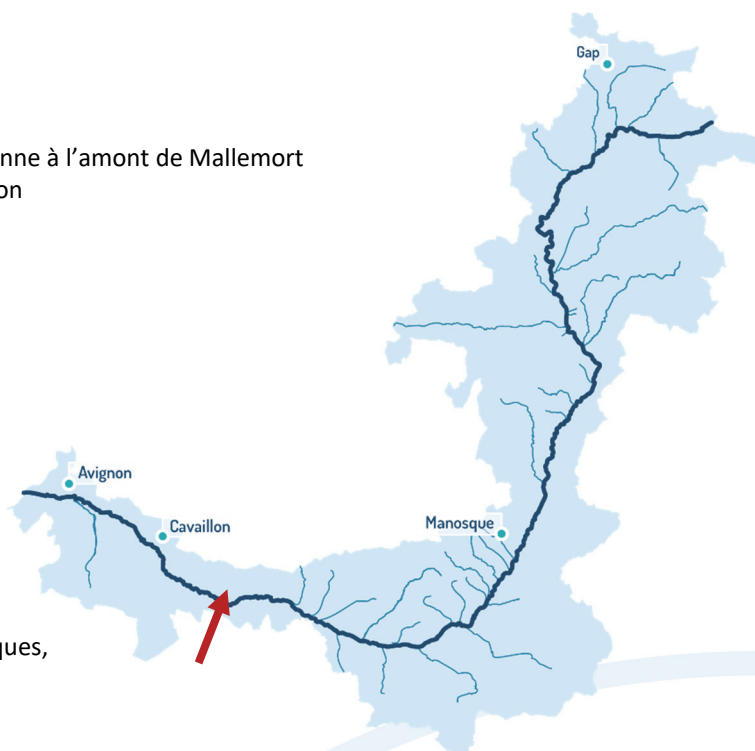 Gap
nne à l’amont de Mallemort
on
Avignon
Cavaillon
Manosque
ques,